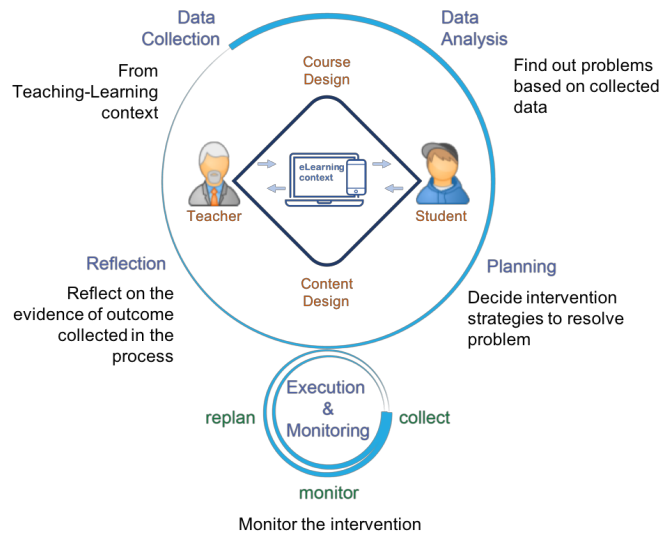 Data
Collection
From
Teaching-Learning
context
Data
Analysis
Find out problems
based on collected
data
Course
Design
eLearning
context
Teacher
Student
Content
Design
Reflection
Reflect on the
evidence of outcome
collected in the
process
Planning
Decide intervention
strategies to resolve
problem
Execution
&
Monitoring
replan
collect
monitor
Monitor the intervention